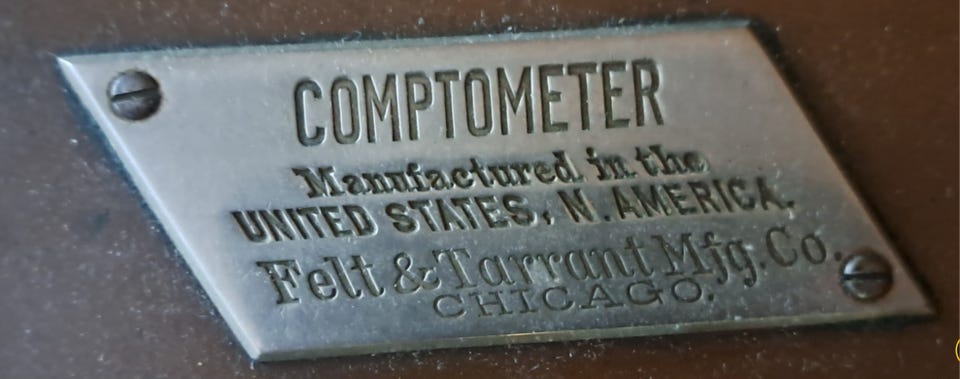 COMPTOMETER
Manufactured in the
UNITED STATES, N. AMERICA.
Felt & Tarrant Mfg. Co.
CHICAGO.